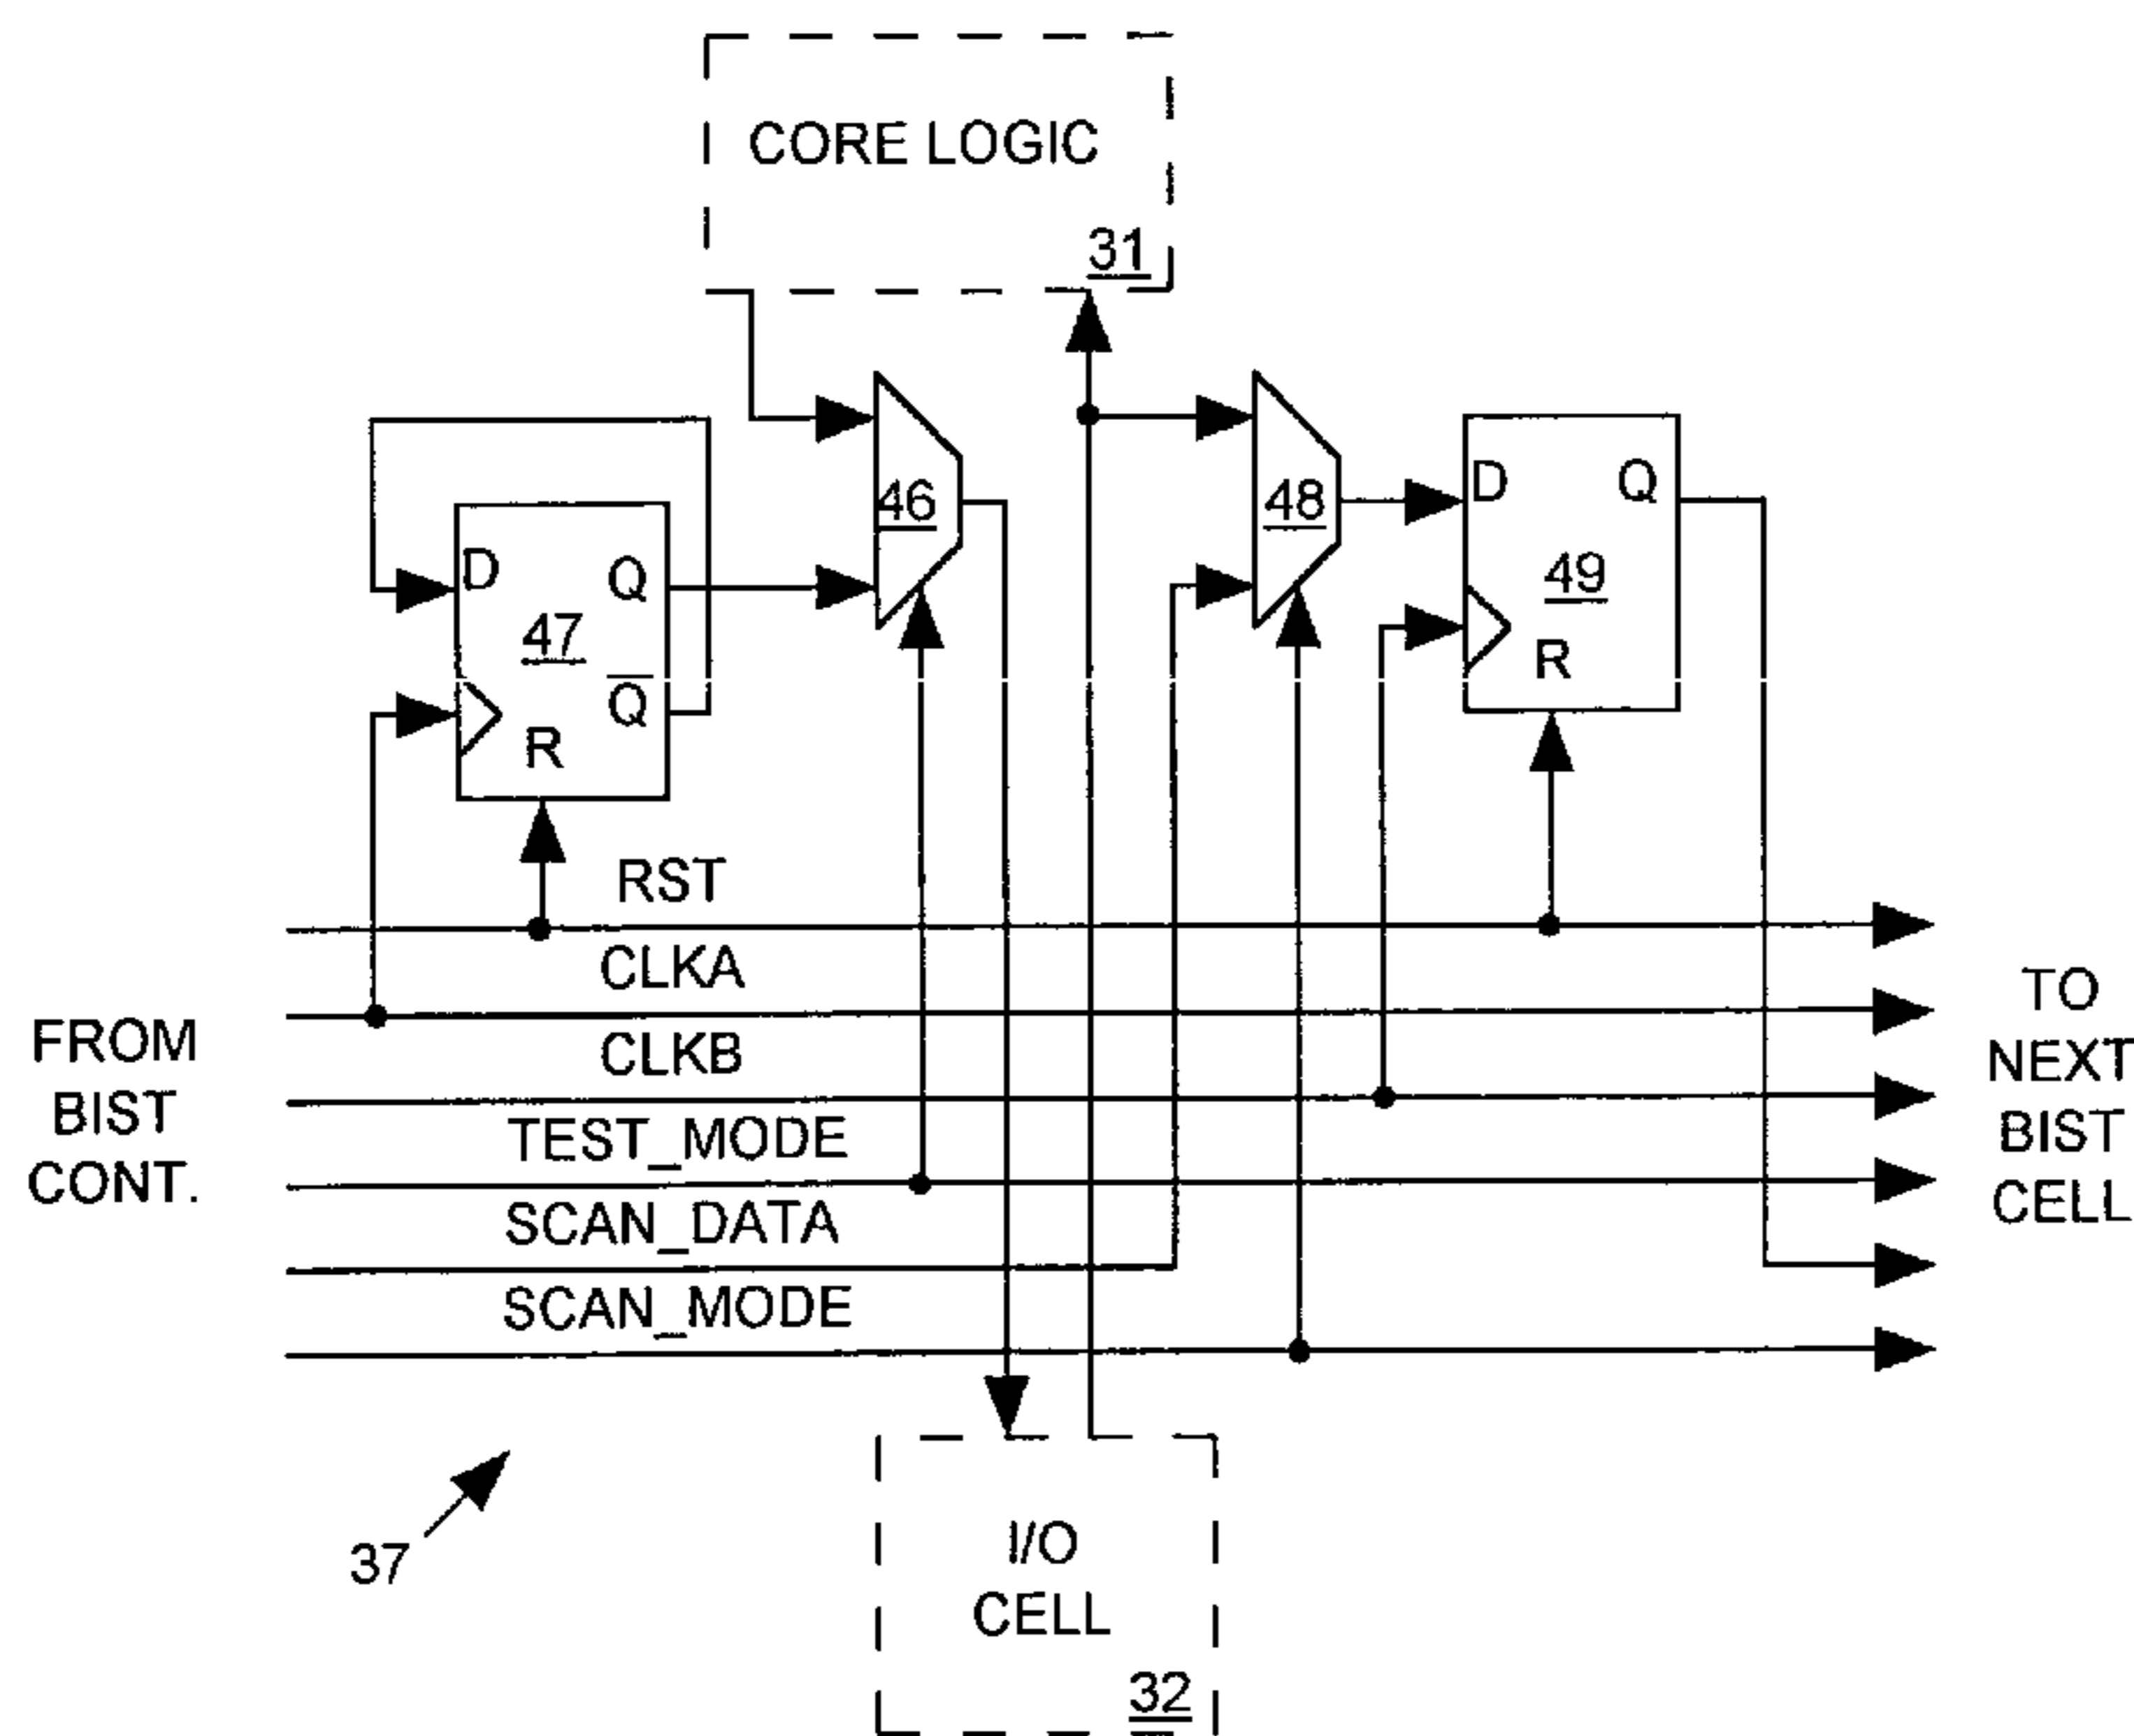 CORE LOGIC
31
46
48
D
Q
49
R
D
Q
47
Q
R
RST
CLKA
CLKB
TEST_MODE
SCAN_DATA
SCAN_MODE
FROM
BIST
CONT.
TO
NEXT
BIST
CELL
37
I/O
CELL
32